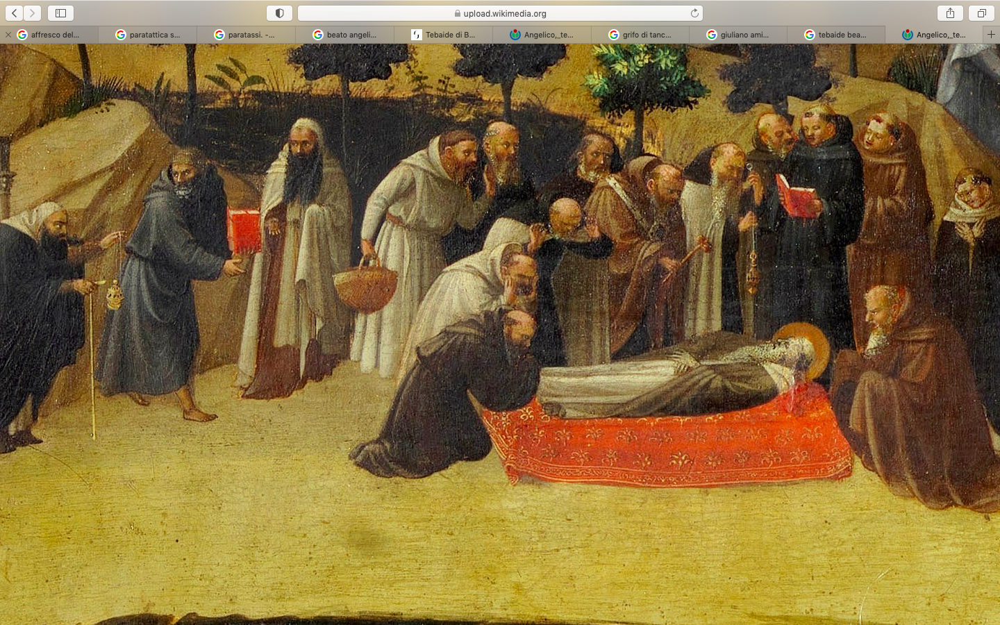 upload.wikimedia.org
affresco del...
paratattica s...
paratassi. -...
beato angeli...
Tebaide di B...
Angelico,_te...
grifo di tanc...
giuliano ami...
tebaide bea...
Angelico,_te...